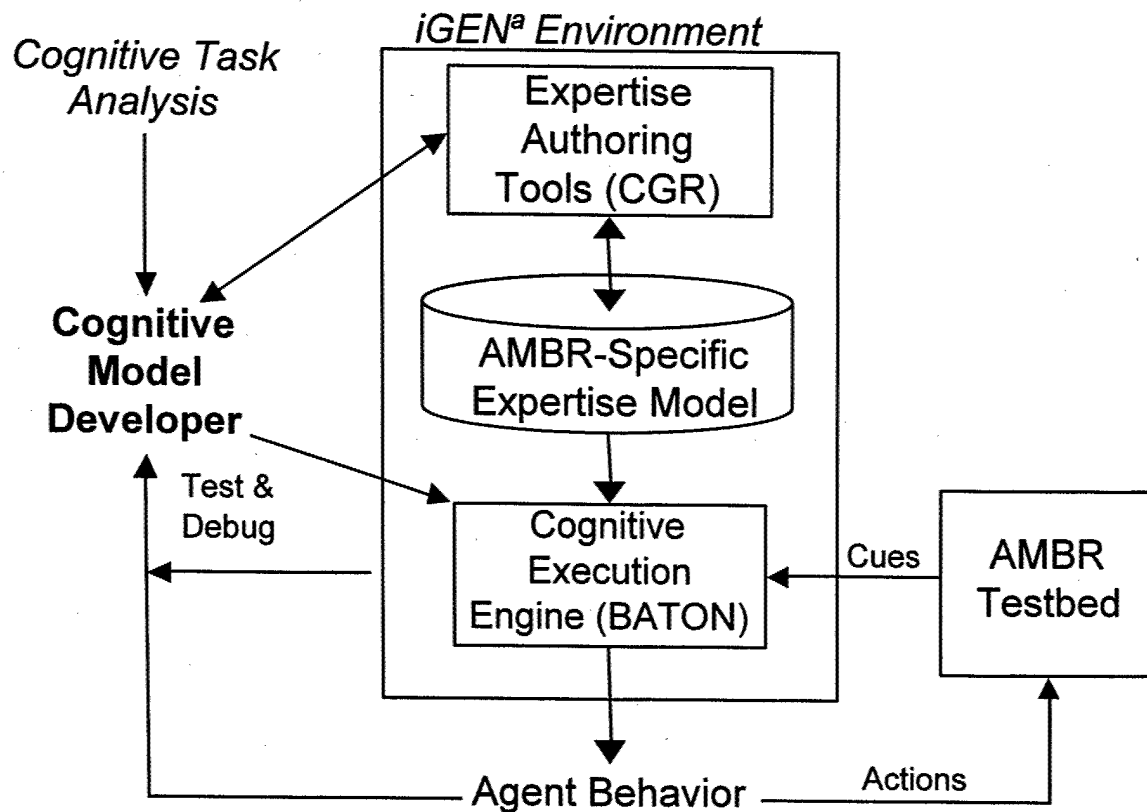 iGENª Environment
Cognitive Task
Analysis
Expertise
Authoring
Tools (CGR)
Cognitive
Model
Developer
AMBR-Specific
Expertise Model
Test &
Debug
Cognitive
Execution
Engine (BATON)
Cues
AMBR
Testbed
Agent Behavior
Actions